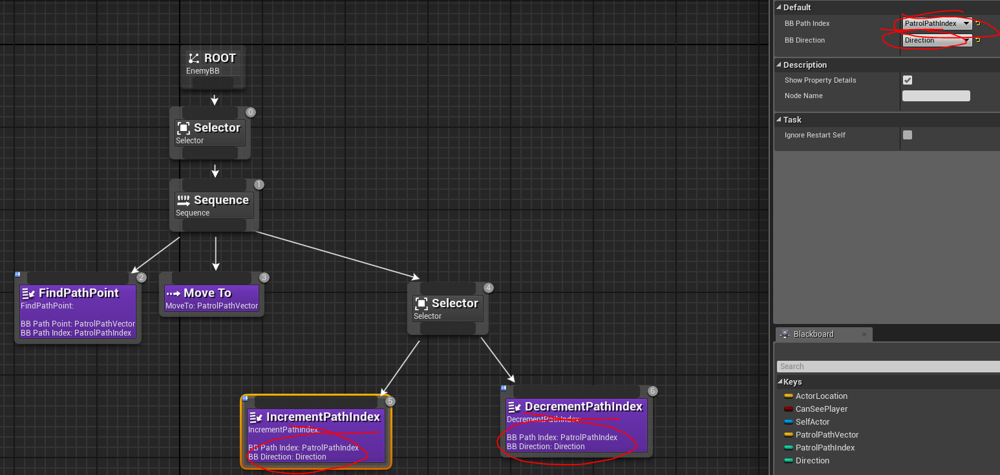 ROOT
EnemyBB
0
Selector
Selector
1
Sequence
Sequence
2
FindPathPoint
FindPathPoint:
BB Path Point: PatrolPathVector
BB Path Index: PatrolPathIndex
3
Move To
MoveTo: PatrolPathVector
4
Selector
Selector
5
IncrementPathIndex
IncrementPathIndex:
BB Path Index: PatrolPathIndex
BB Direction: Direction
6
DecrementPathIndex
DecrementPathIndex:
BB Path Index: PatrolPathIndex
BB Direction: Direction
Default
BB Path Index PatrolPathIndex
BB Direction Direction
Description
Show Property Details
Node Name
Task
Ignore Restart Self
Blackboard
Search
Keys
ActorLocation
CanSeePlayer
SelfActor
PatrolPathVector
PatrolPathIndex
Direction